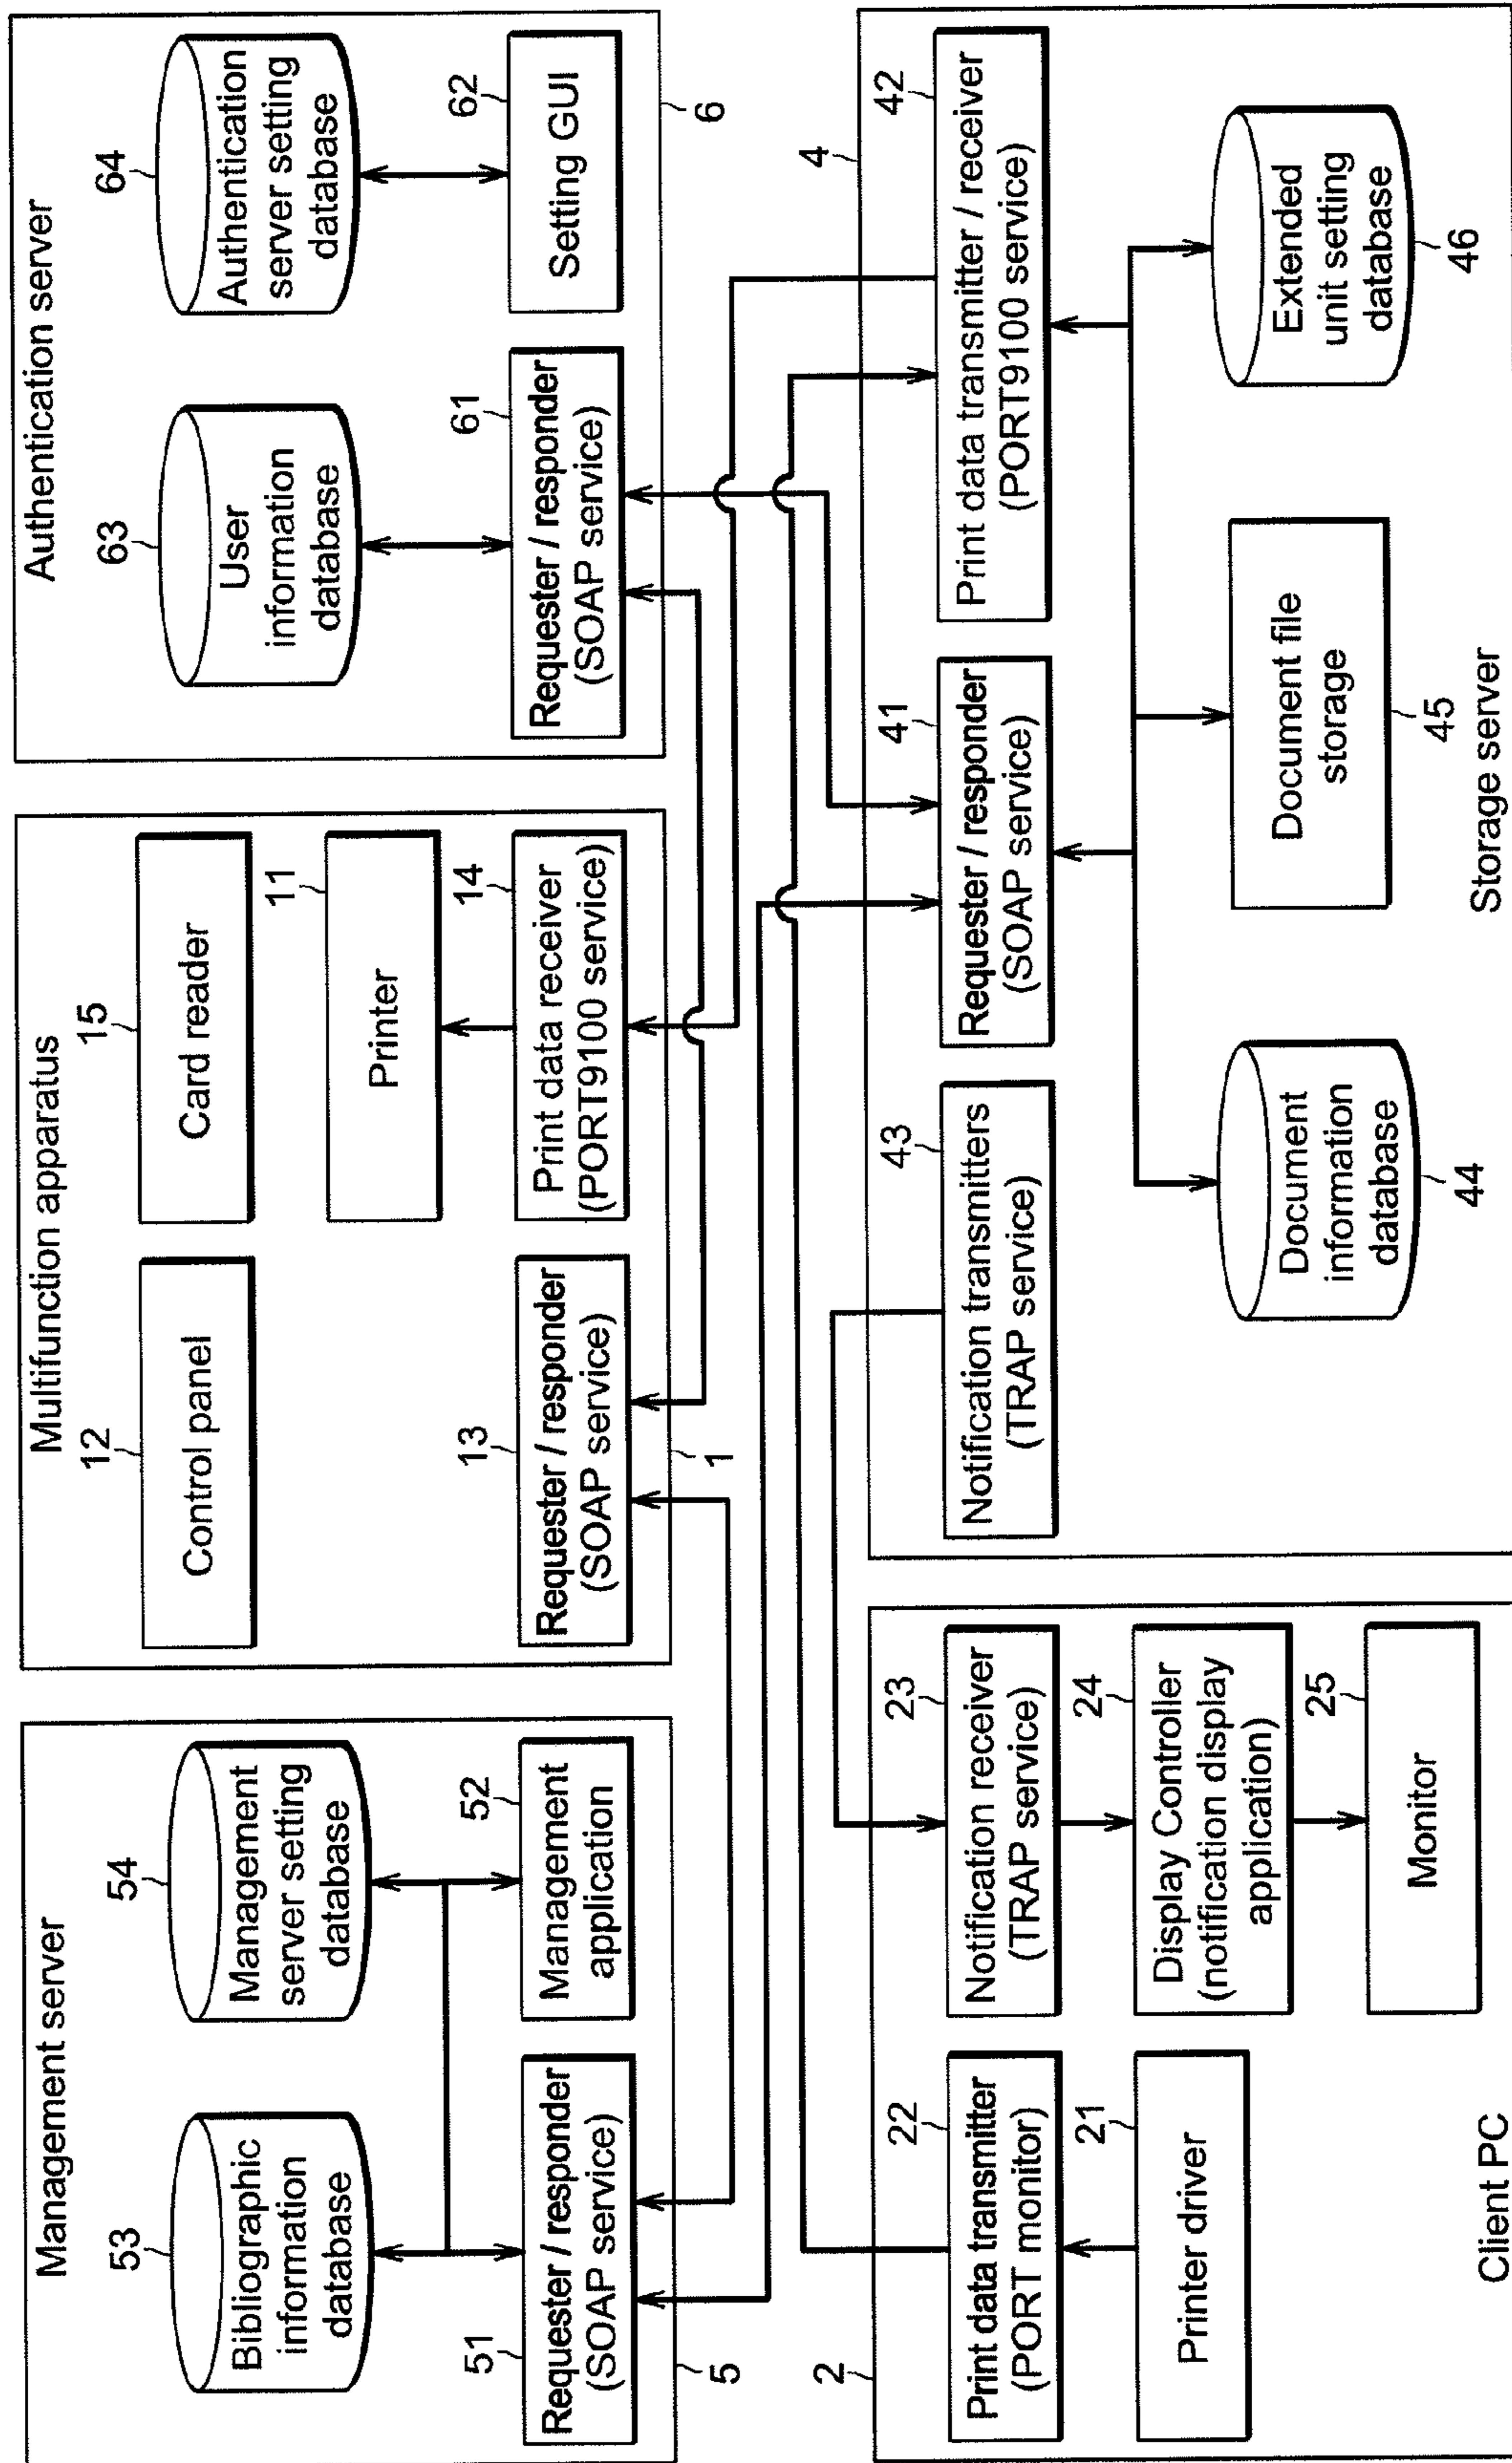 Management server
53
Bibliographic
information
database
54
Management
server setting
database
51
Requester / responder
(SOAP service)
52
Management
application
5
Multifunction apparatus
12
Control panel
15
Card reader
11
Printer
13
Requester / responder
(SOAP service)
14
Print data receiver
(PORT9100 service)
1
Authentication server
63
User
information
database
64
Authentication
server setting
database
61
Requester / responder
(SOAP service)
62
Setting GUI
6
2
22
Print data transmitter
(PORT monitor)
21
Printer driver
23
Notification receiver
(TRAP service)
24
Display Controller
(notification display
application)
25
Monitor
Client PC
4
43
Notification transmitters
(TRAP service)
41
Requester / responder
(SOAP service)
42
Print data transmitter / receiver
(PORT9100 service)
Document
information
database
44
Document file
storage
45
Extended
unit setting
database
46
Storage server